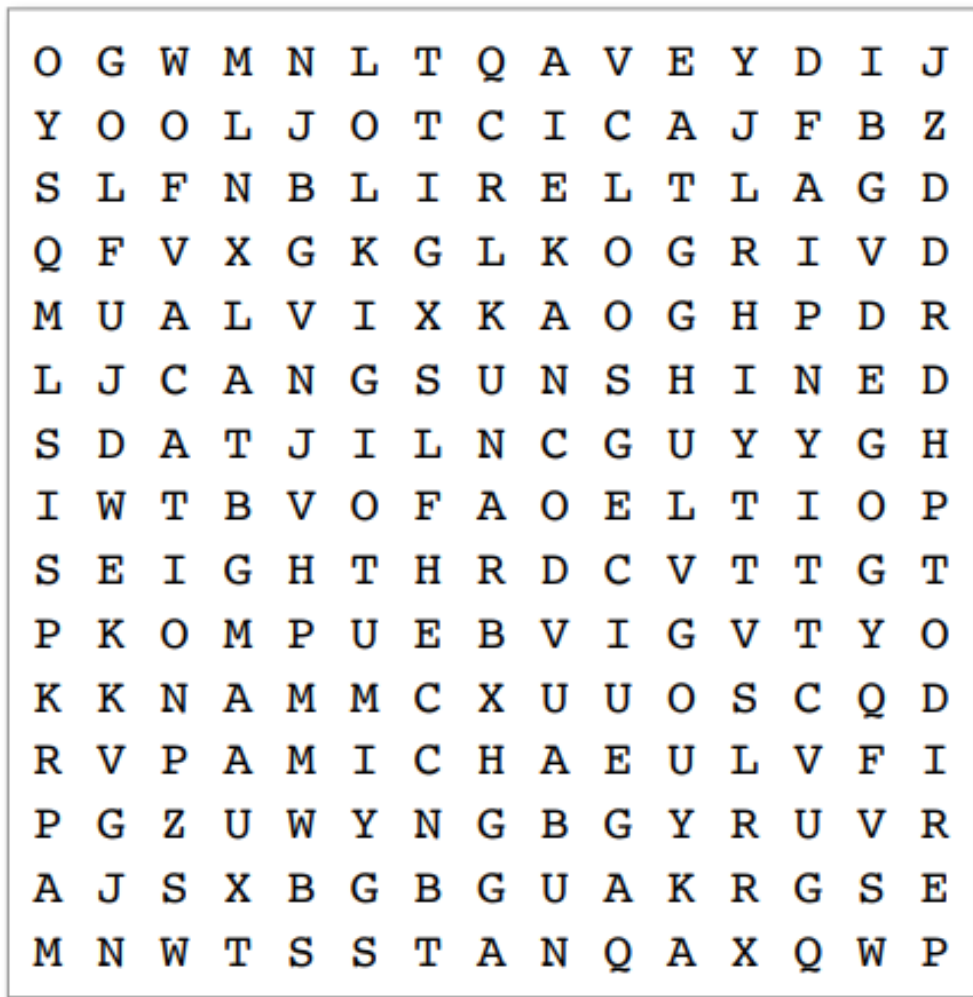 O G W M N L T Q A V E Y D I J
Y O O L J O T C I C A J F B Z
S L F N B L I R E L T L A G D
Q F V X G K G L K O G R I V D
M U A L V I X K A O G H P D R
L J C A N G S U N S H I N E D
S D A T J I L N C G U Y Y G H
I W T B V O F A O E L T I O P
S E I G H T H R D C V T T G T
P K O M P U E B V I G V T Y O
K K N A M M C X U U O S C Q D
R V P A M I C H A E U L V F I
P G Z U W Y N G B G Y R U V R
A J S X B G B G U A K R G S E
M N W T S S T A N Q A X Q W P